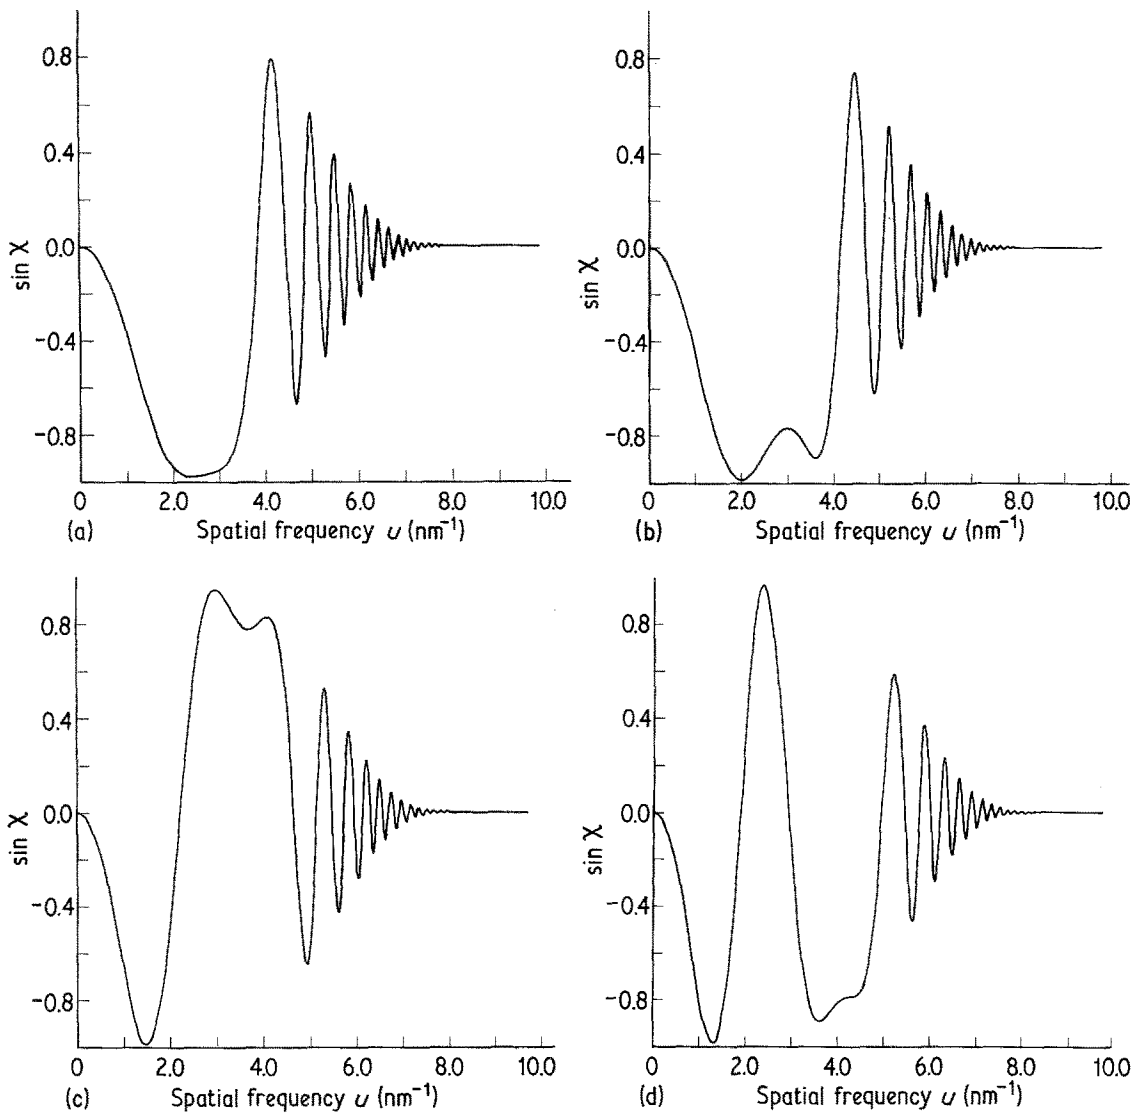 0.8
0.4
0.0
−0.4
−0.8
sin χ
0 2.0 4.0 6.0 8.0 10.0
(a) Spatial frequency u (nm⁻¹)
0.8
0.4
0.0
−0.4
−0.8
sin χ
0 2.0 4.0 6.0 8.0 10.0
(b) Spatial frequency u (nm⁻¹)
0.8
0.4
0.0
−0.4
−0.8
sin χ
0 2.0 4.0 6.0 8.0 10.0
(c) Spatial frequency u (nm⁻¹)
0.8
0.4
0.0
−0.4
−0.8
sin χ
0 2.0 4.0 6.0 8.0 10.0
(d) Spatial frequency u (nm⁻¹)